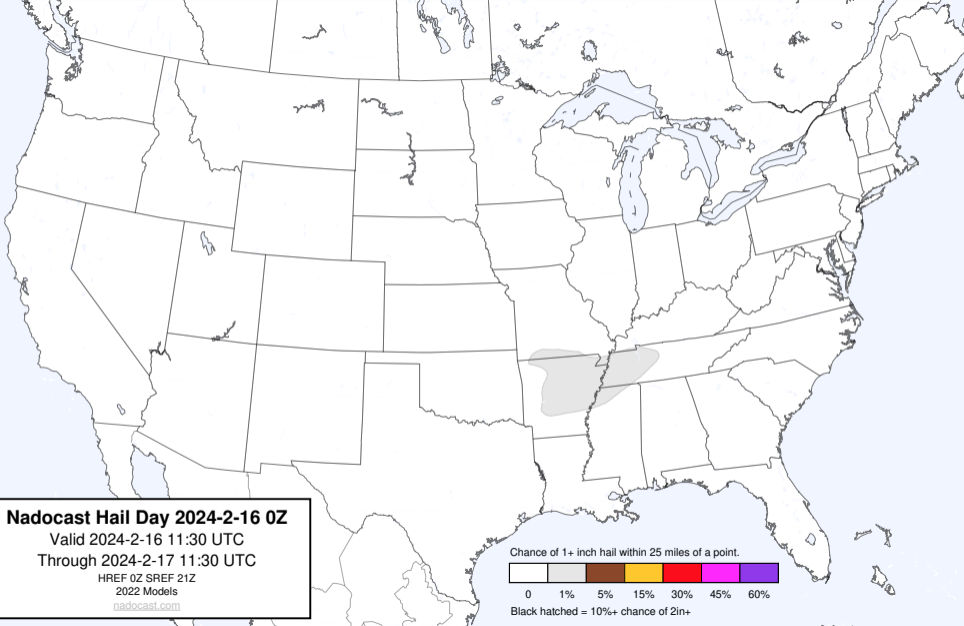 Nadocast Hail Day 2024-2-16 0Z
Valid 2024-2-16 11:30 UTC
Through 2024-2-17 11:30 UTC
HREF 0Z SREF 21Z
2022 Models
nadocast.com
Chance of 1+ inch hail within 25 miles of a point.
0 1% 5% 15% 30% 45% 60%
Black hatched = 10%+ chance of 2in+